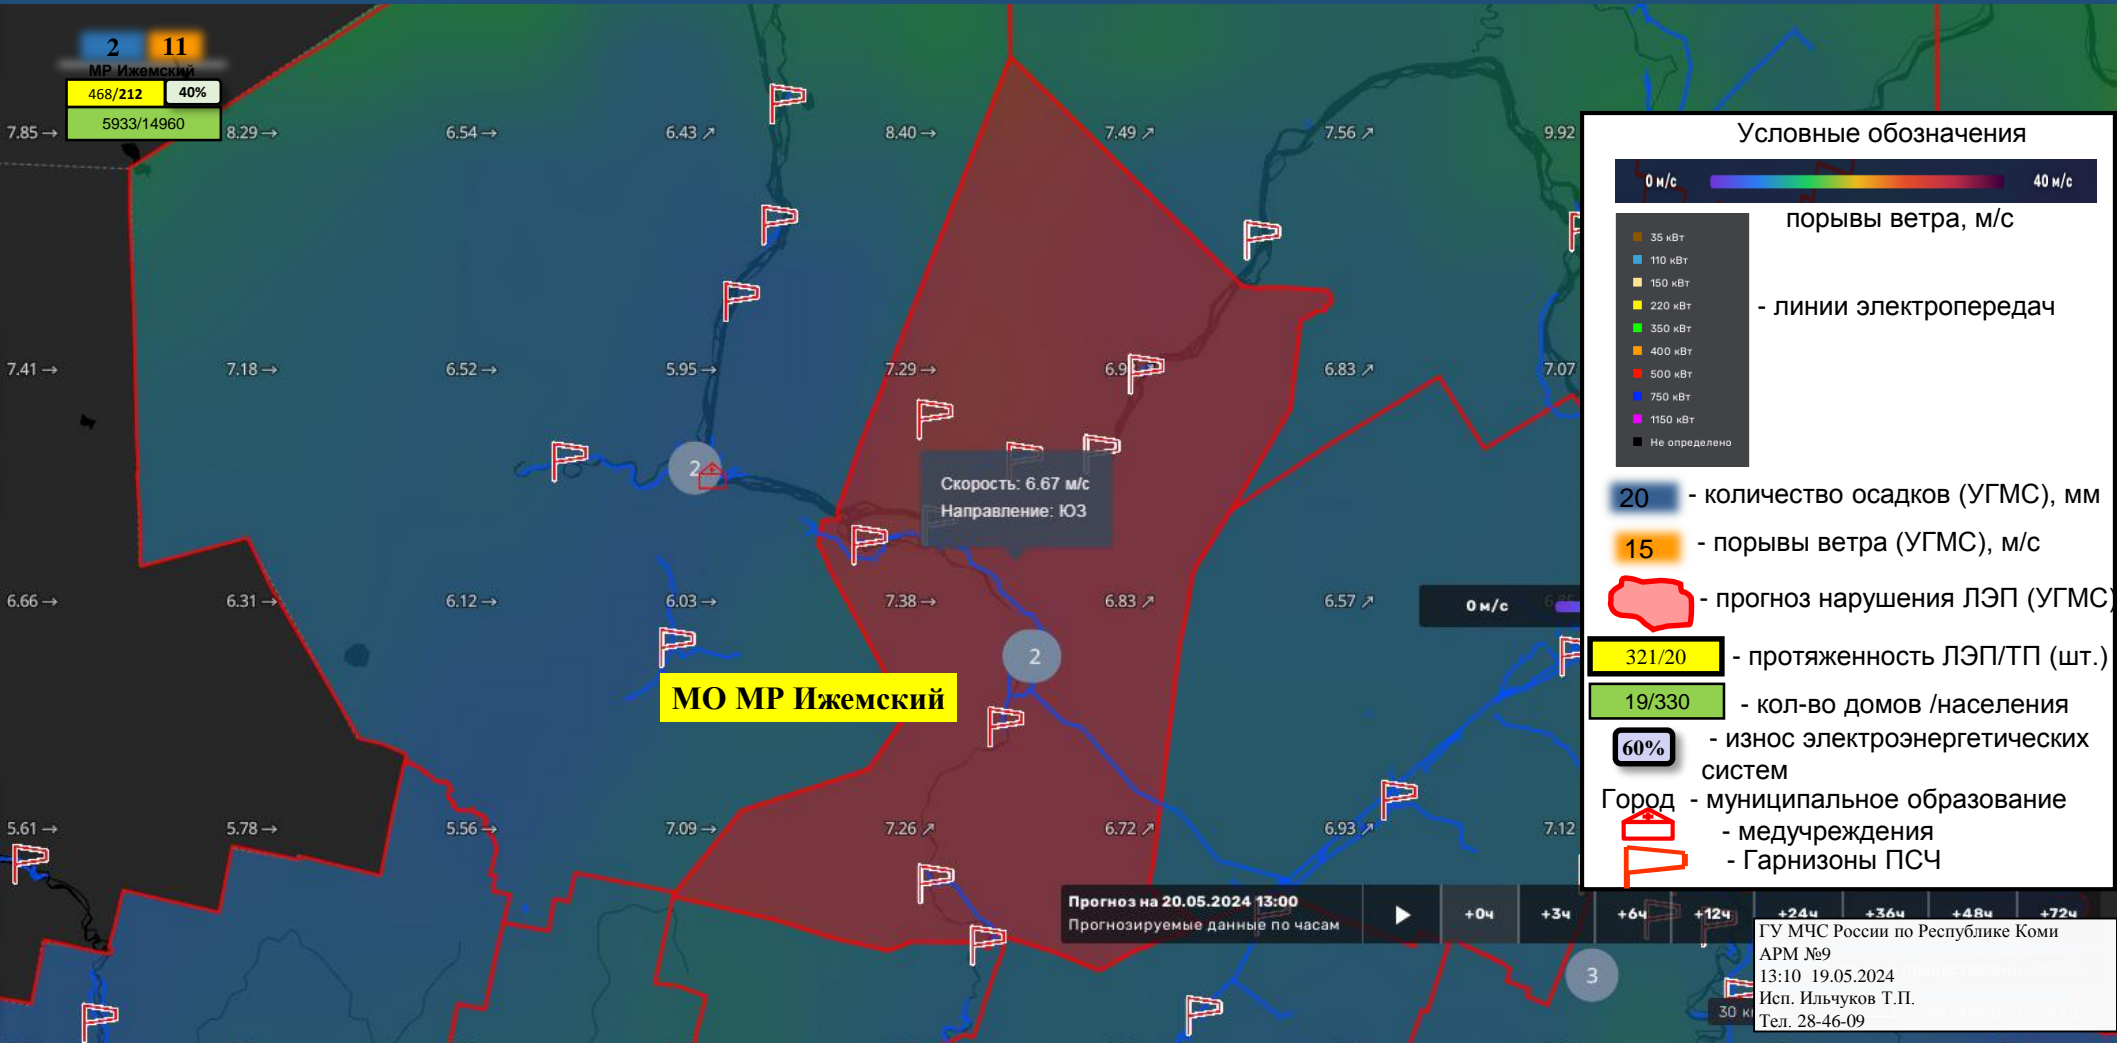 2 11
МР Ижемский
468/212 40%
5933/14960
7.85 → 8.29 → 6.54 → 6.43 ↗ 8.40 → 7.49 ↗ 7.56 ↗ 9.92
7.41 → 7.18 → 6.52 → 5.95 → 7.29 → 6.9 6.83 ↗ 7.07
2
Скорость: 6.67 м/с
Направление: ЮЗ
6.66 → 6.31 → 6.12 → 6.03 → 7.38 → 6.83 ↗ 6.57 ↗
0 м/с
2
МО МР Ижемский
5.61 → 5.78 → 5.56 → 7.09 → 7.26 ↗ 6.72 ↗ 6.93 ↗ 7.12
Прогноз на 20.05.2024 13:00
Прогнозируемые данные по часам
+0ч +3ч +6ч +12ч +24ч +36ч +48ч +72ч
3
30
Условные обозначения
0 м/с 40 м/с
порывы ветра, м/с
35 кВт
110 кВт
150 кВт
220 кВт
350 кВт
400 кВт
500 кВт
750 кВт
1150 кВт
Не определено
- линии электропередач
20 - количество осадков (УГМС), мм
15 - порывы ветра (УГМС), м/с
- прогноз нарушения ЛЭП (УГМС)
321/20 - протяженность ЛЭП/ТП (шт.)
19/330 - кол-во домов /населения
60% - износ электроэнергетических
систем
Город - муниципальное образование
- медучреждения
- Гарнизоны ПСЧ
ГУ МЧС России по Республике Коми
АРМ №9
13:10 19.05.2024
Исп. Ильчуков Т.П.
Тел. 28-46-09